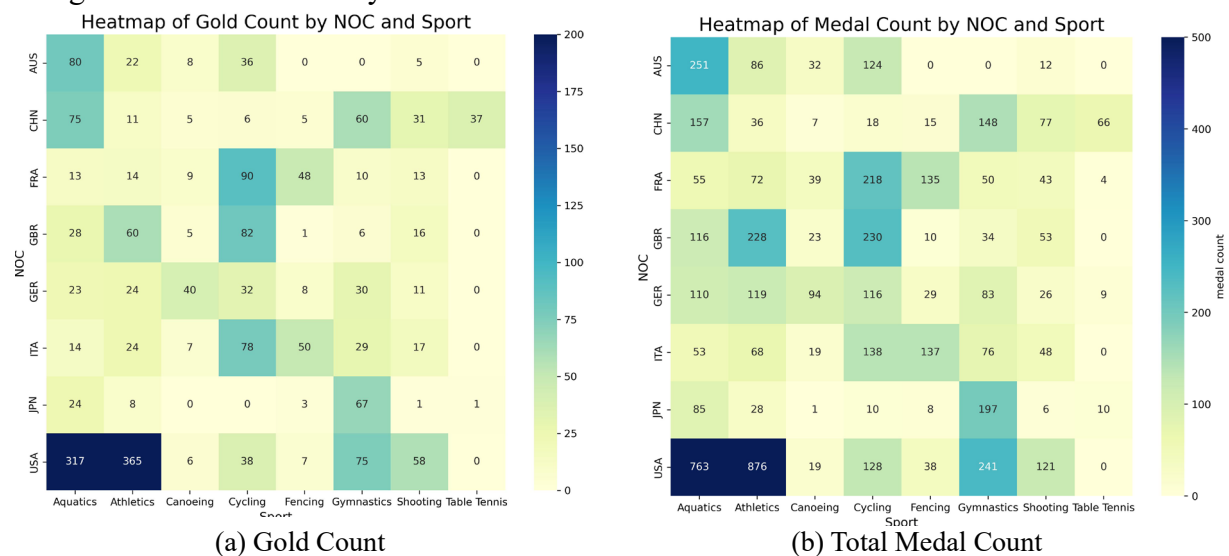 Heatmap of Gold Count by NOC and Sport
AUS 80 22 8 36 0 0 5 0
CHN 75 11 5 6 5 60 31 37
FRA 13 14 9 90 48 10 13 0
GBR 28 60 5 82 1 6 16 0
NOC
GER 23 24 40 32 8 30 11 0
ITA 14 24 7 78 50 29 17 0
JPN 24 8 0 0 3 67 1 1
USA 317 365 6 38 7 75 58 0
Aquatics Athletics Canoeing Cycling Fencing Gymnastics Shooting Table Tennis
Sport
200
175
150
125
100
75
50
25
0
(a) Gold Count
Heatmap of Medal Count by NOC and Sport
AUS 251 86 32 124 0 0 12 0
CHN 157 36 7 18 15 148 77 66
FRA 55 72 39 218 135 50 43 4
GBR 116 228 23 230 10 34 53 0
NOC
GER 110 119 94 116 29 83 26 9
ITA 53 68 19 138 137 76 48 0
JPN 85 28 1 10 8 197 6 10
USA 763 876 19 128 38 241 121 0
Aquatics Athletics Canoeing Cycling Fencing Gymnastics Shooting Table Tennis
Sport
500
400
300
200
100
0
medal count
(b) Total Medal Count